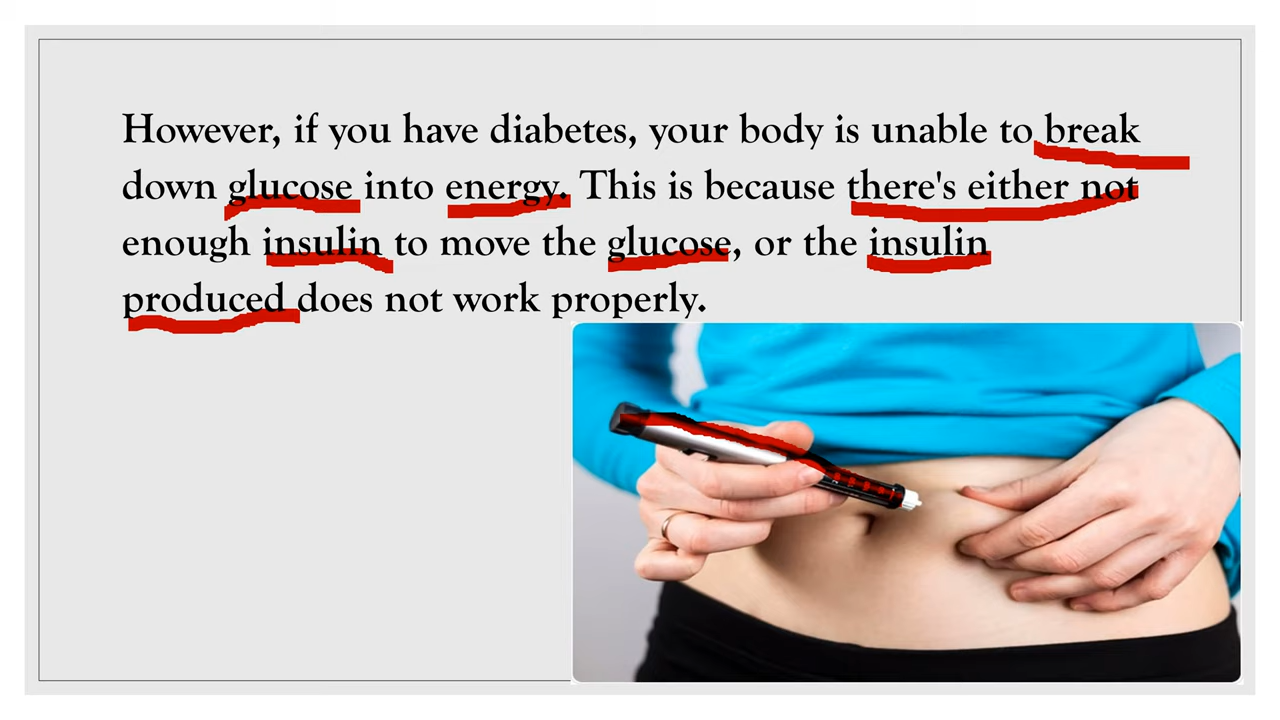 However, if you have diabetes, your body is unable to break
down glucose into energy. This is because there's either not
enough insulin to move the glucose, or the insulin
produced does not work properly.